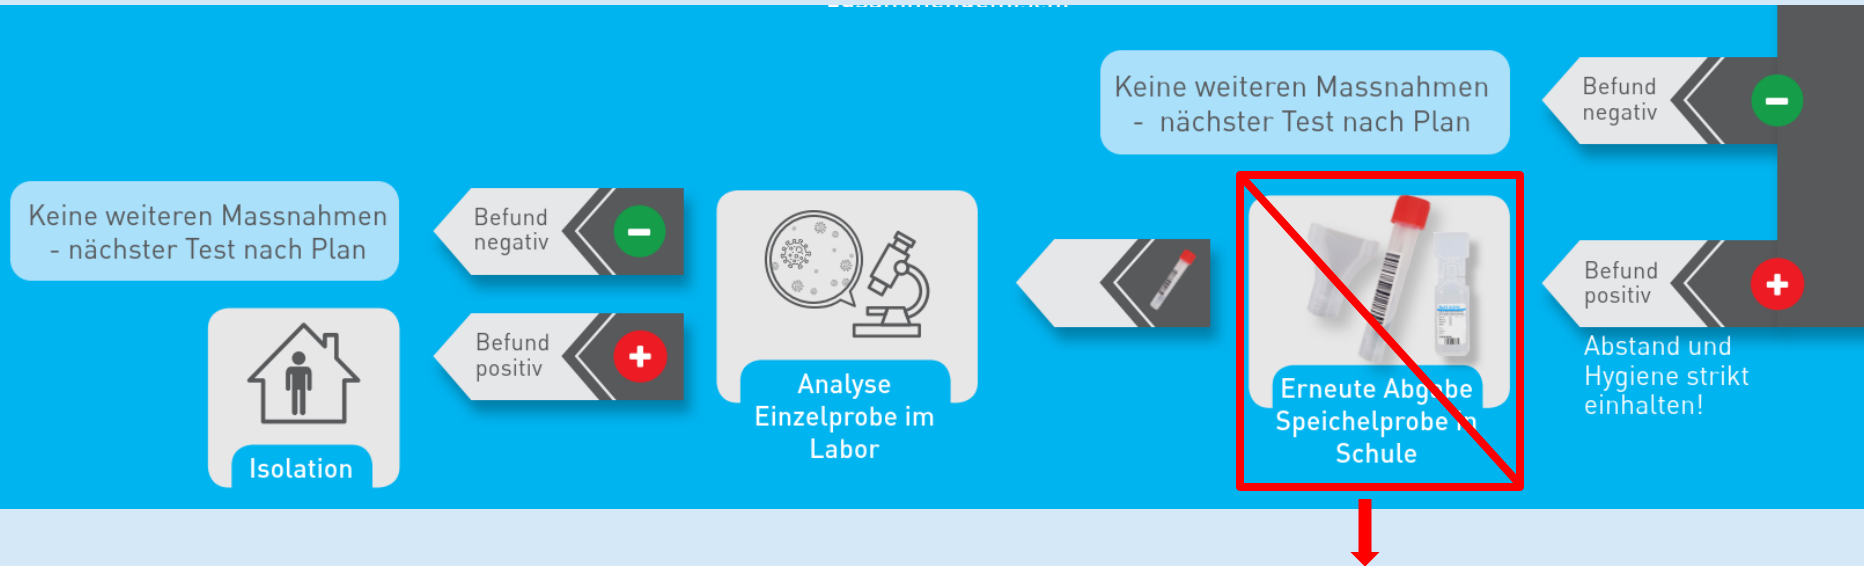 Keine weiteren Massnahmen
- nächster Test nach Plan
Befund
negativ
Keine weiteren Massnahmen
- nächster Test nach Plan
Befund
negativ
Befund
positiv
Abstand und
Hygiene strikt
einhalten!
Befund
positiv
Analyse
Einzelprobe im
Labor
Erneute Abgabe
Speichelprobe in
Schule
Isolation